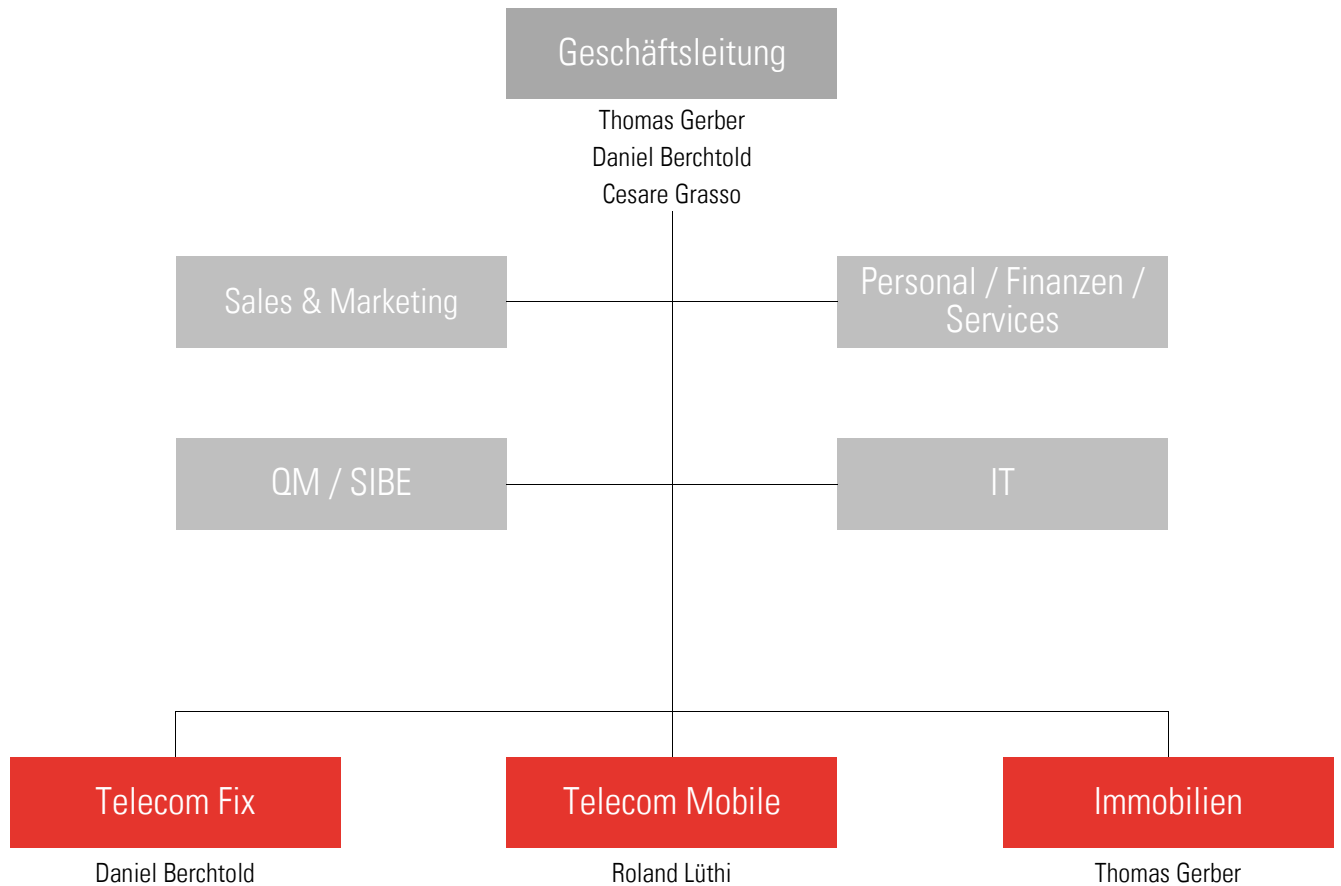 Geschäftsleitung
Thomas Gerber
Daniel Berchtold
Cesare Grasso
Sales & Marketing
Personal / Finanzen /
Services
QM / SIBE
IT
Telecom Fix
Telecom Mobile
Immobilien
Daniel Berchtold
Roland Lüthi
Thomas Gerber